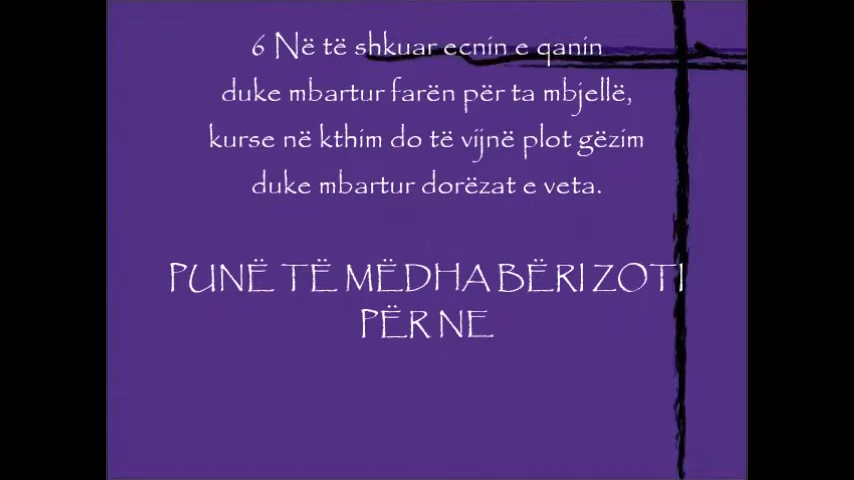 6 Në të shkuar ecnin e qanin
duke mbartur farën për ta mbjellë,
kurse në kthim do të vijnë plot gëzim
duke mbartur dorëzat e veta.
PUNË TË MËDHA BËRI ZOTI
PËR NE